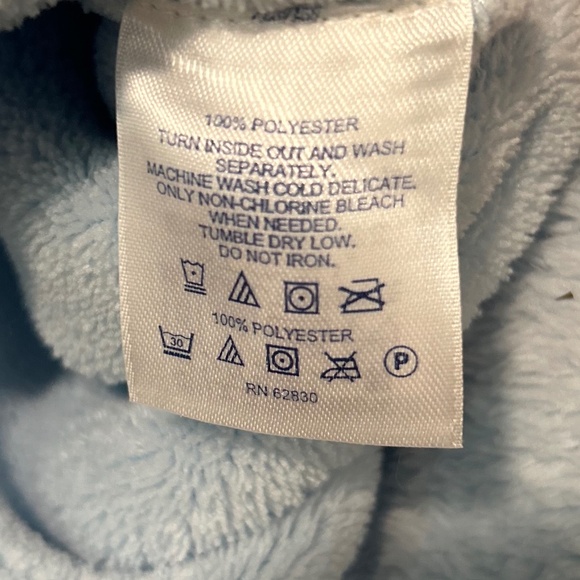 100% POLYESTER
TURN INSIDE OUT AND WASH
SEPARATELY.
MACHINE WASH COLD DELICATE.
ONLY NON-CHLORINE BLEACH
WHEN NEEDED.
TUMBLE DRY LOW.
DO NOT IRON.
100% POLYESTER
30
P
RN 62830